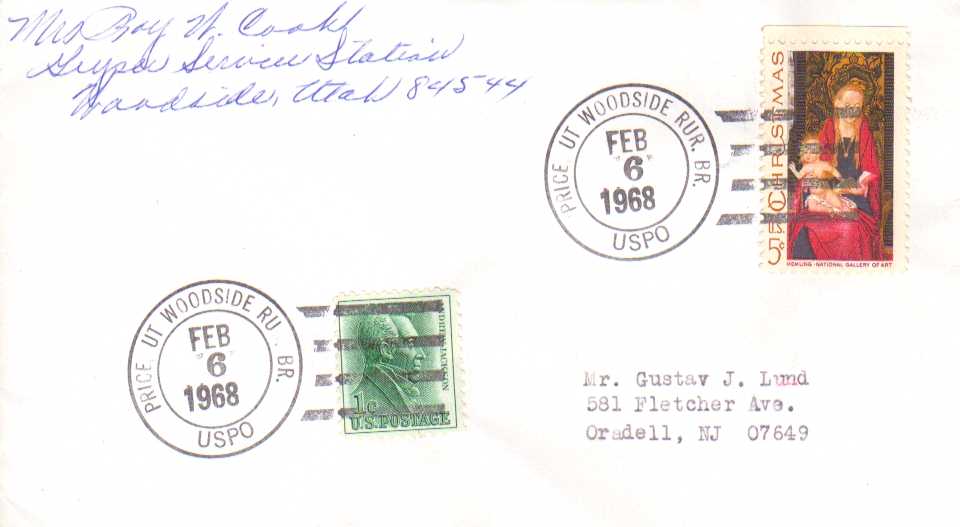 Mrs Roy W. Cook
Geyser Service Station
Woodside, Utah 84544
PRICE UT WOODSIDE RUR. BR.
FEB
"6"
1968
USPO
5c U.S. CHRISTMAS
MEMLING · NATIONAL GALLERY OF ART
PRICE UT WOODSIDE RU . BR.
FEB
"6"
1968
USPO
ANDREW JACKSON
1c
U.S. POSTAGE
Mr. Gustav J. Lund
581 Fletcher Ave.
Oradell, NJ 07649